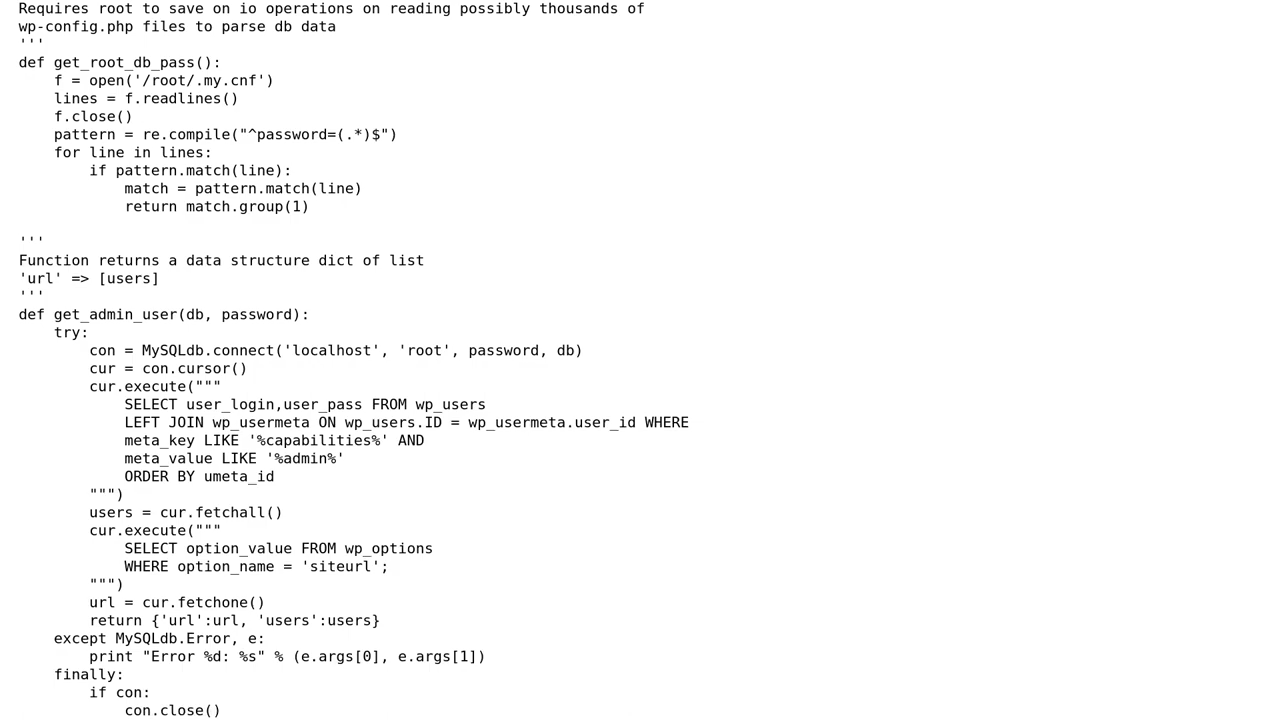 Requires root to save on io operations on reading possibly thousands of
wp-config.php files to parse db data
'''
def get_root_db_pass():
    f = open('/root/.my.cnf')
    lines = f.readlines()
    f.close()
    pattern = re.compile("^password=(.*)$")
    for line in lines:
        if pattern.match(line):
            match = pattern.match(line)
            return match.group(1)

'''
Function returns a data structure dict of list
'url' => [users]
'''
def get_admin_user(db, password):
    try:
        con = MySQLdb.connect('localhost', 'root', password, db)
        cur = con.cursor()
        cur.execute("""
            SELECT user_login,user_pass FROM wp_users
            LEFT JOIN wp_usermeta ON wp_users.ID = wp_usermeta.user_id WHERE
            meta_key LIKE '%capabilities%' AND
            meta_value LIKE '%admin%'
            ORDER BY umeta_id
        """)
        users = cur.fetchall()
        cur.execute("""
            SELECT option_value FROM wp_options
            WHERE option_name = 'siteurl';
        """)
        url = cur.fetchone()
        return {'url':url, 'users':users}
    except MySQLdb.Error, e:
        print "Error %d: %s" % (e.args[0], e.args[1])
    finally:
        if con:
            con.close()